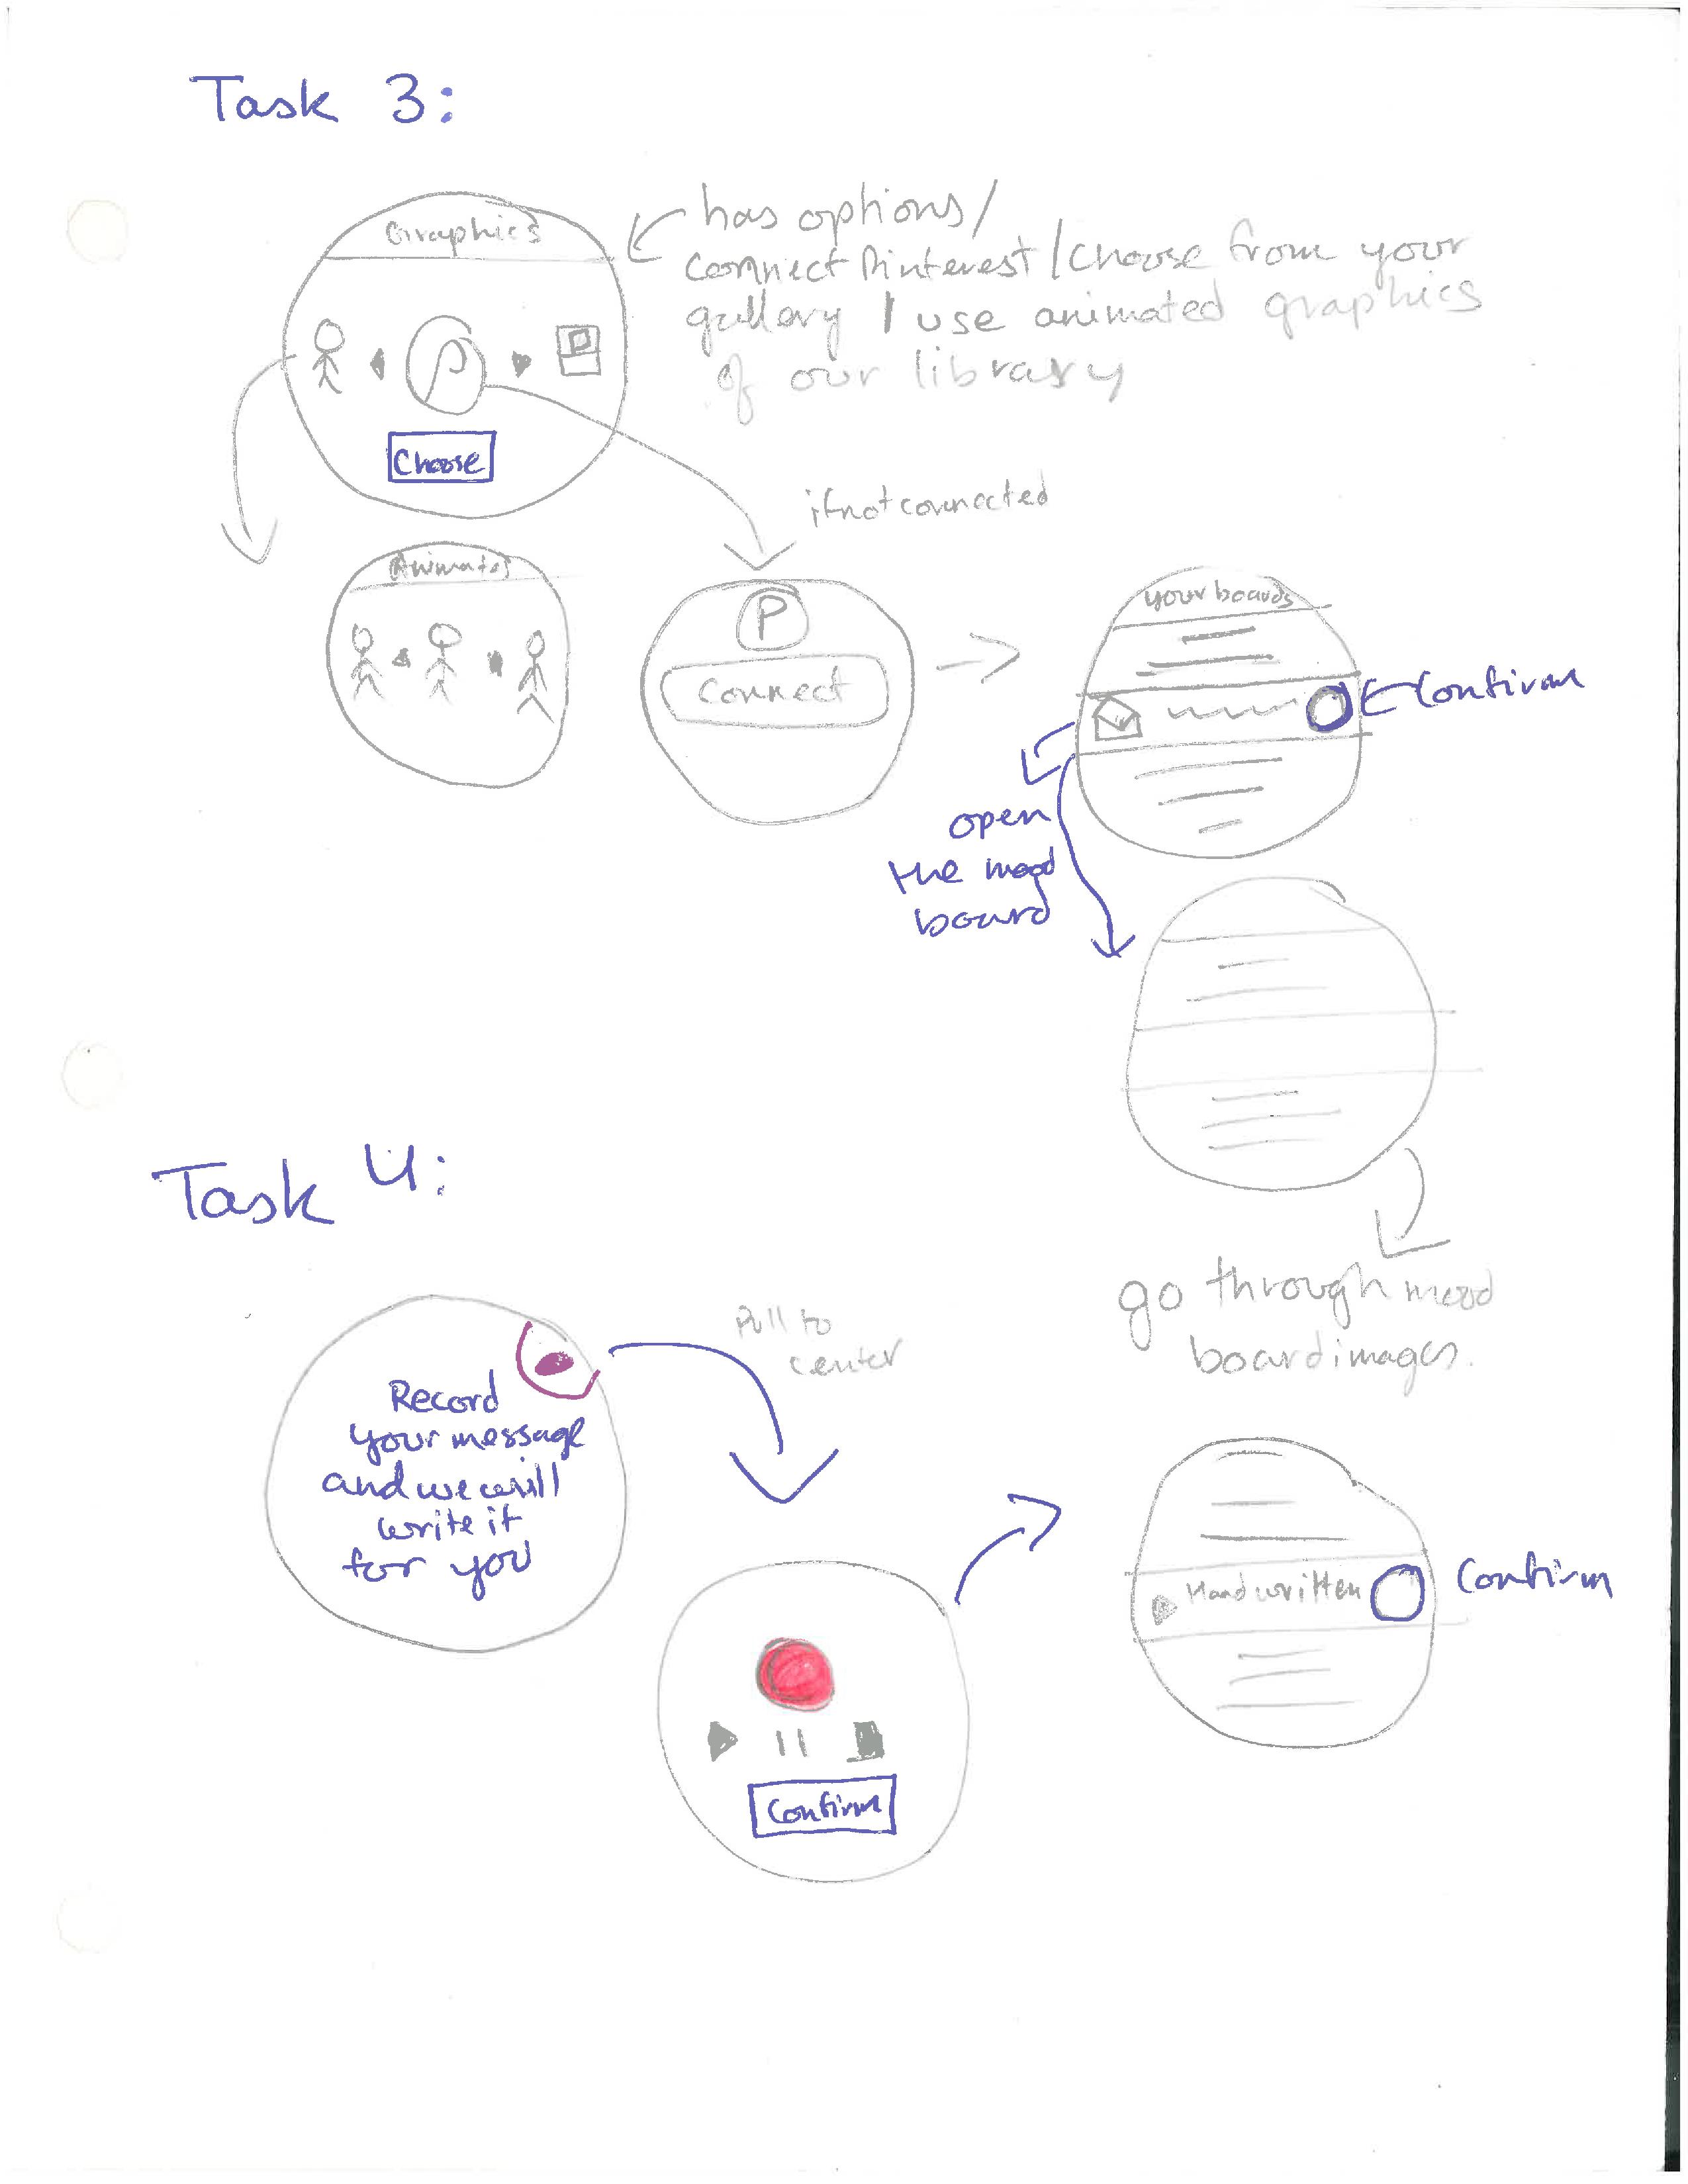 Task 3:
Graphics
has options/
connect Pinterest / choose from your
gallery / use animated graphics
of our library
P
Choose
if not connected
Animated
P
Connect
your boards
Confirm
open
the mood
board
go through mood
board images.
Task 4:
Pull to
center
Record
your message
and we will
write it
for you
Confirm
Handwritten
Confirm